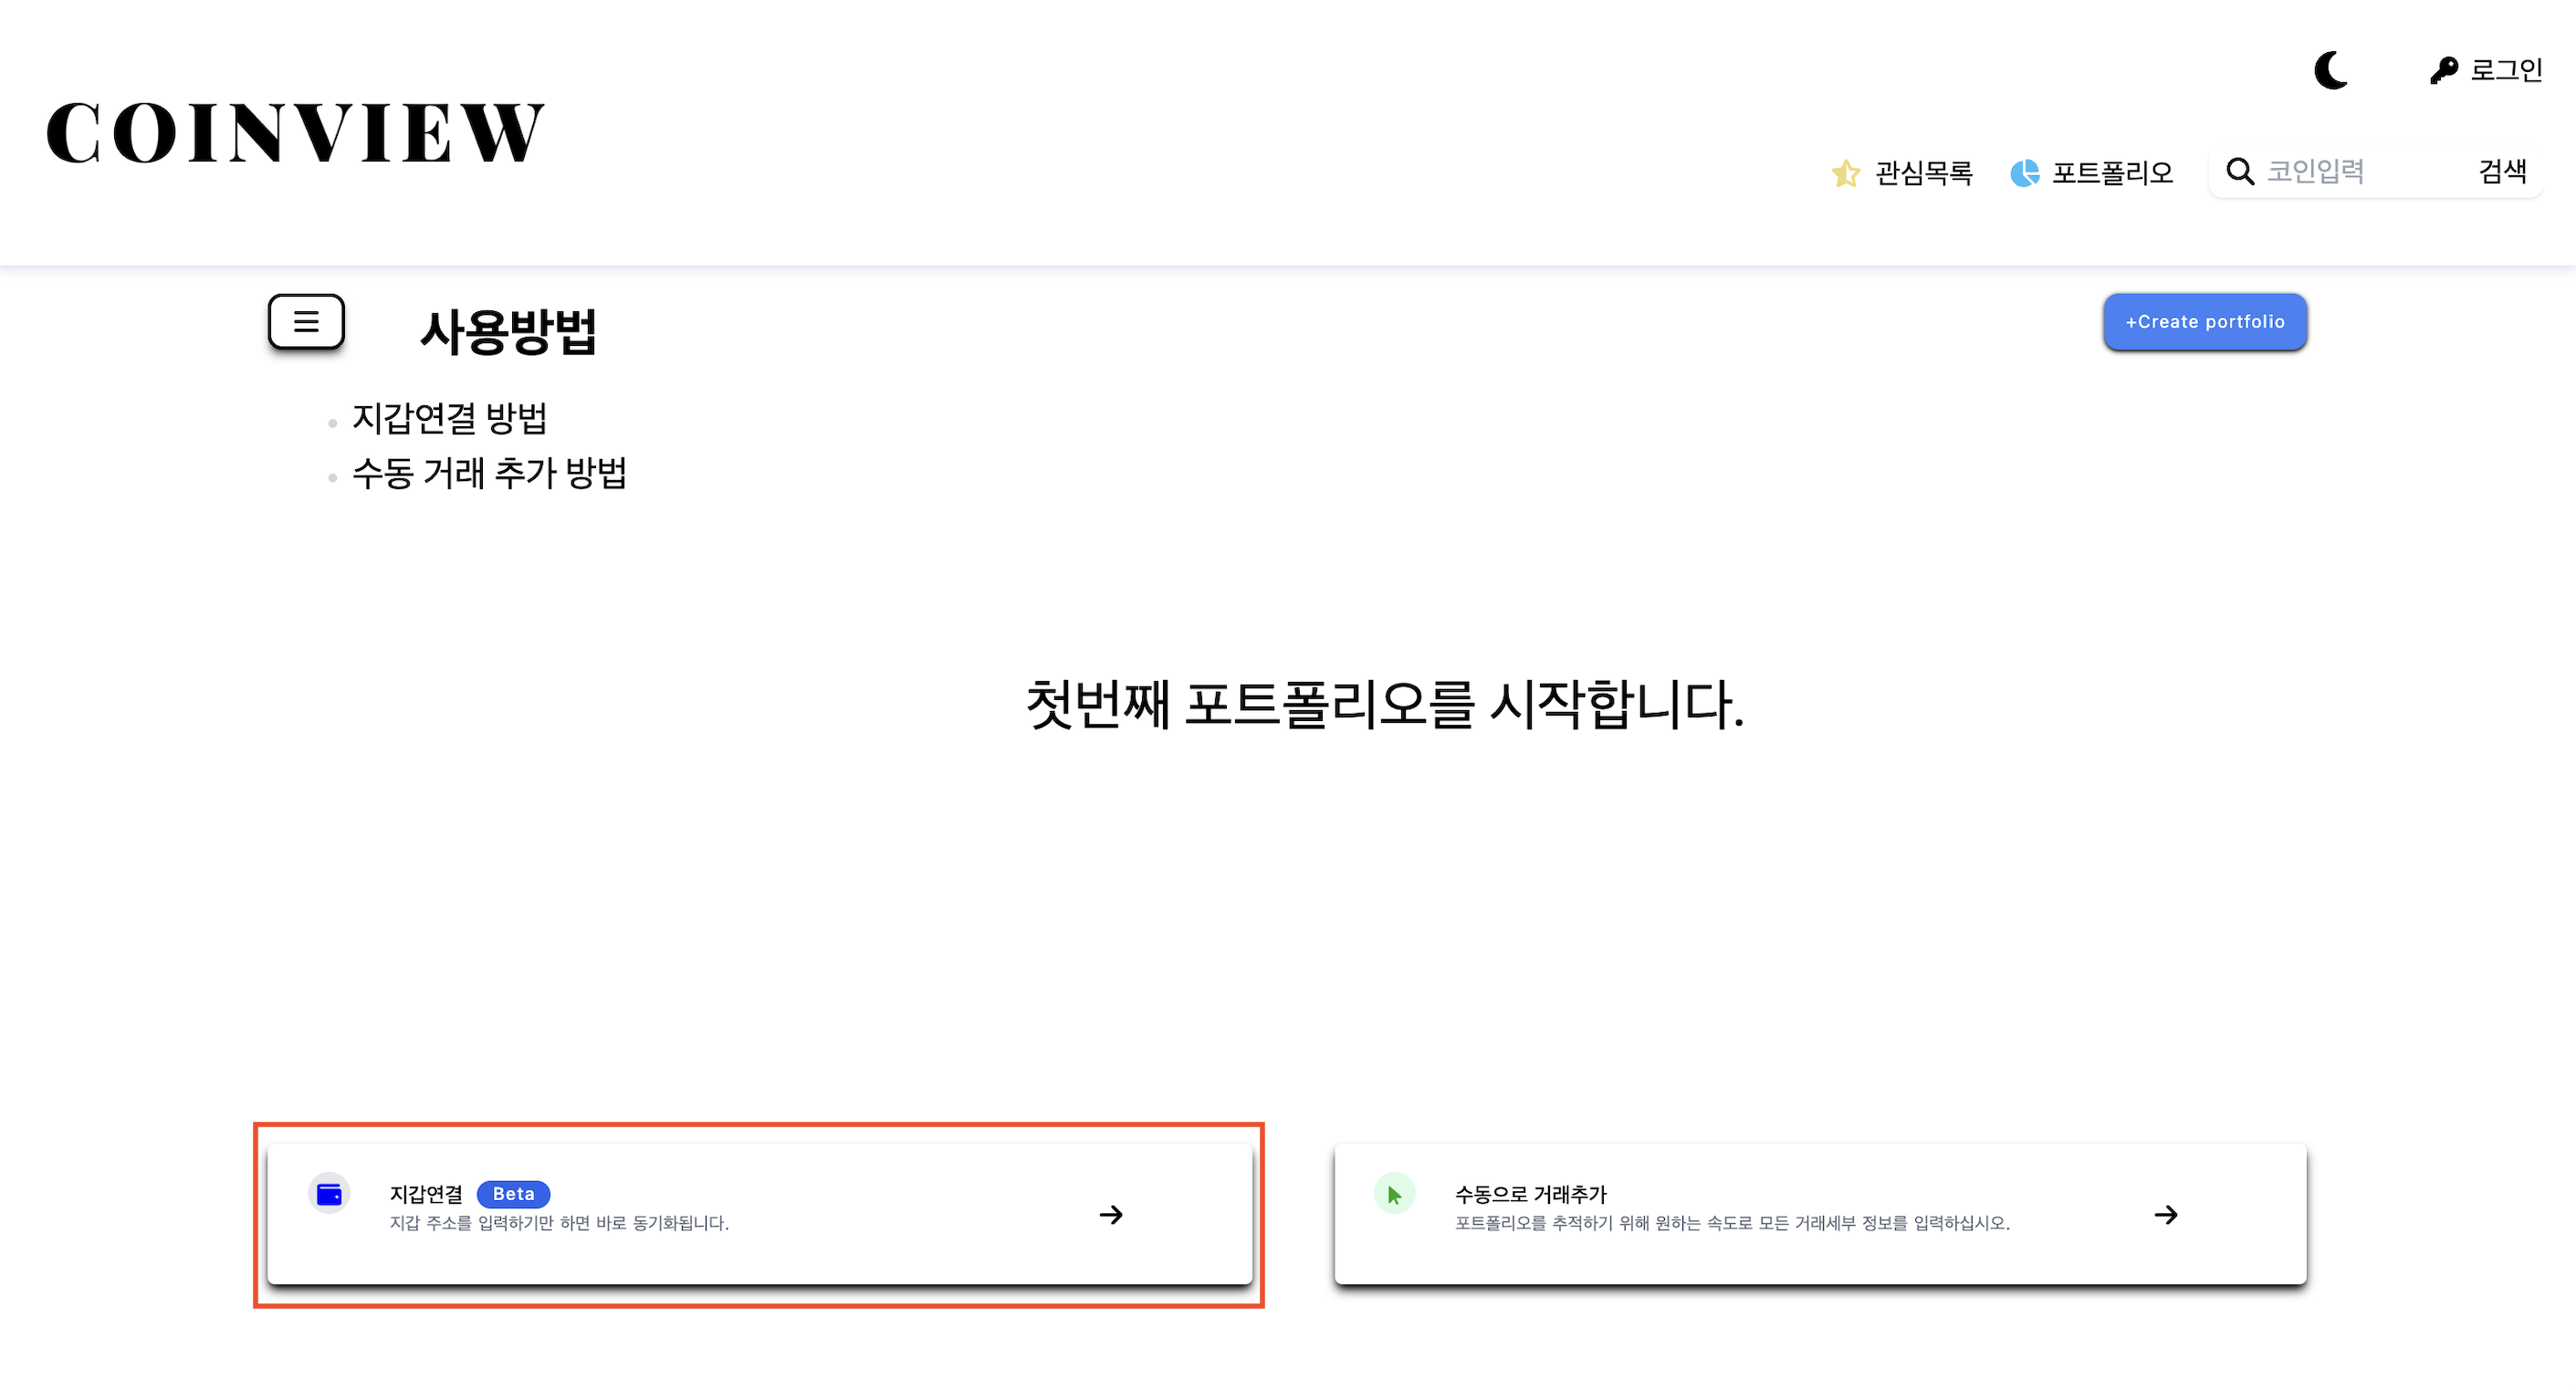 로그인
COINVIEW
관심목록 포트폴리오 코인입력 검색
사용방법
+Create portfolio
지갑연결 방법
수동 거래 추가 방법
첫번째 포트폴리오를 시작합니다.
지갑연결 Beta
지갑 주소를 입력하기만 하면 바로 동기화됩니다.
수동으로 거래추가
포트폴리오를 추적하기 위해 원하는 속도로 모든 거래세부 정보를 입력하십시오.